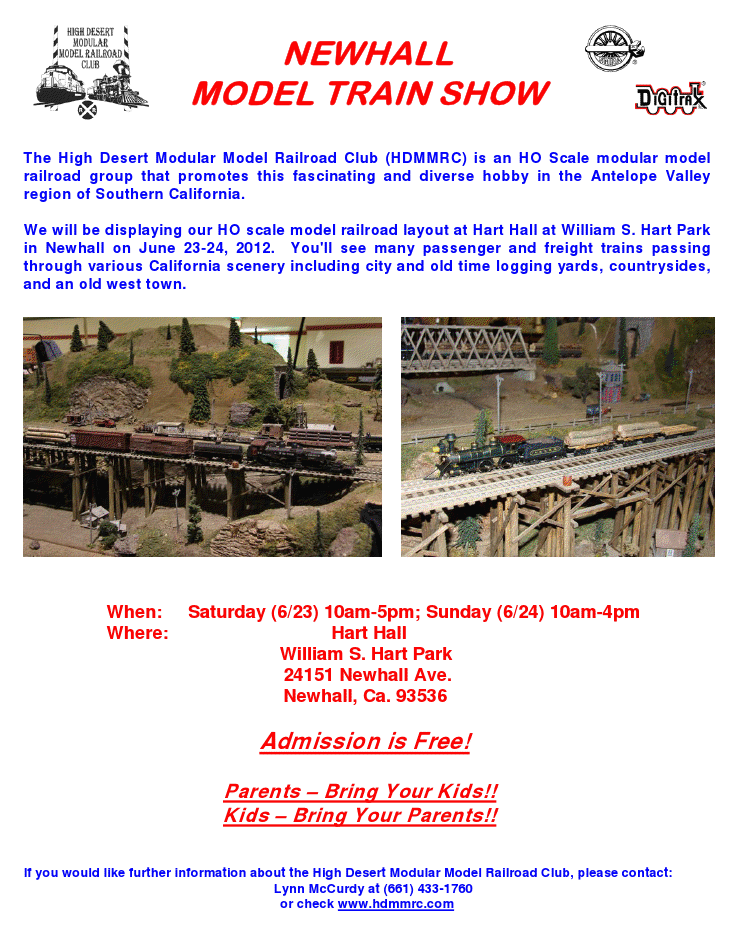 HIGH DESERT
MODULAR
MODEL RAILROAD
CLUB
NEWHALL
MODEL TRAIN SHOW
DIGITRAX
The High Desert Modular Model Railroad Club (HDMMRC) is an HO Scale modular model
railroad group that promotes this fascinating and diverse hobby in the Antelope Valley
region of Southern California.
We will be displaying our HO scale model railroad layout at Hart Hall at William S. Hart Park
in Newhall on June 23-24, 2012. You'll see many passenger and freight trains passing
through various California scenery including city and old time logging yards, countrysides,
and an old west town.
When: Saturday (6/23) 10am-5pm; Sunday (6/24) 10am-4pm
Where: Hart Hall
William S. Hart Park
24151 Newhall Ave.
Newhall, Ca. 93536
Admission is Free!
Parents – Bring Your Kids!!
Kids – Bring Your Parents!!
If you would like further information about the High Desert Modular Model Railroad Club, please contact:
Lynn McCurdy at (661) 433-1760
or check www.hdmmrc.com